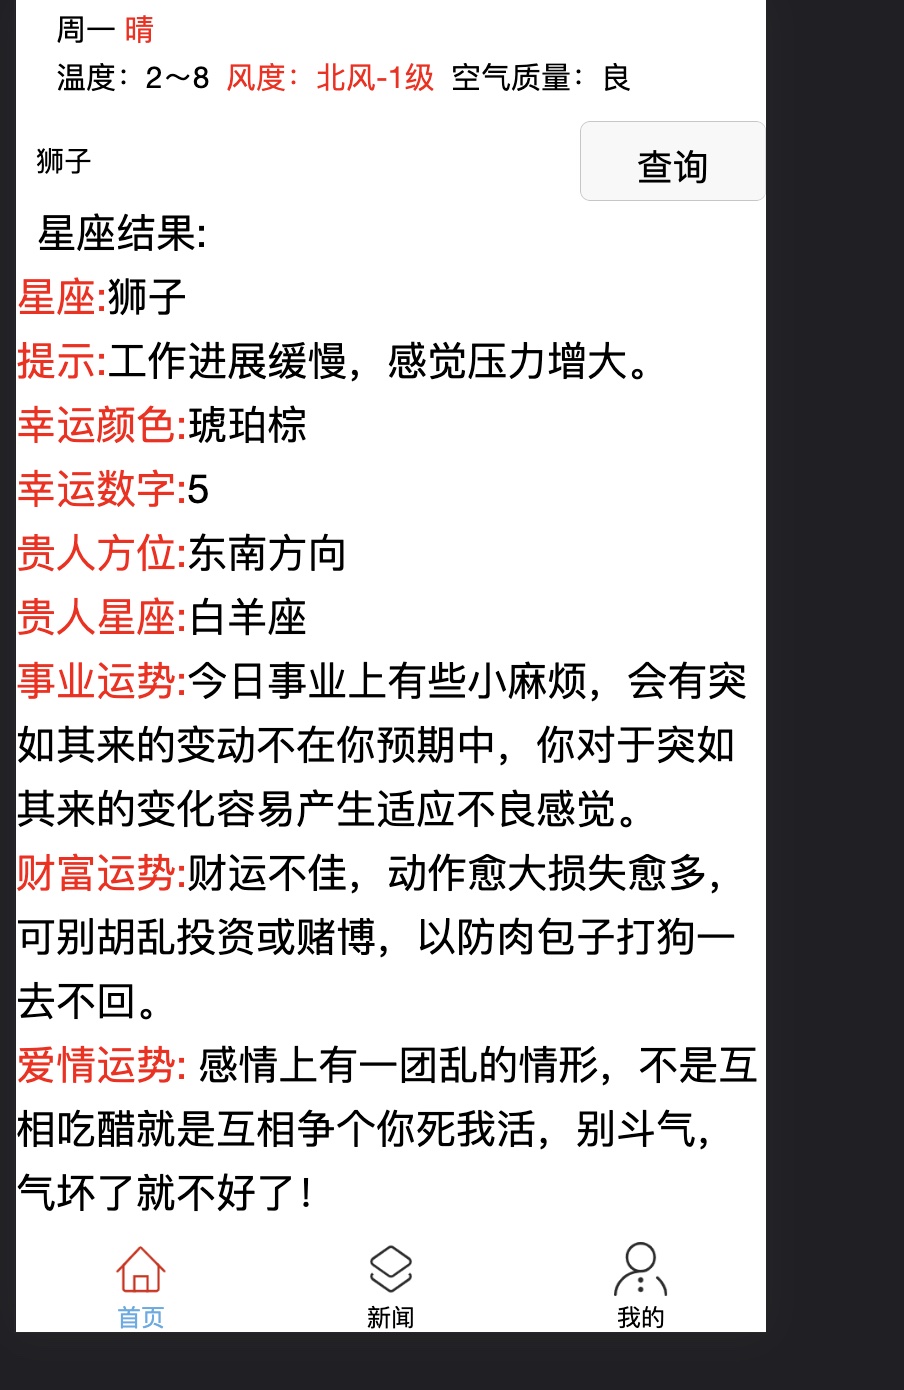 周一 晴
温度：2～8 风度：北风-1级 空气质量：良
狮子
查询
星座结果:
星座:狮子
提示:工作进展缓慢，感觉压力增大。
幸运颜色:琥珀棕
幸运数字:5
贵人方位:东南方向
贵人星座:白羊座
事业运势:今日事业上有些小麻烦，会有突
如其来的变动不在你预期中，你对于突如
其来的变化容易产生适应不良感觉。
财富运势:财运不佳，动作愈大损失愈多，
可别胡乱投资或赌博，以防肉包子打狗一
去不回。
爱情运势: 感情上有一团乱的情形，不是互
相吃醋就是互相争个你死我活，别斗气，
气坏了就不好了！
首页 新闻 我的